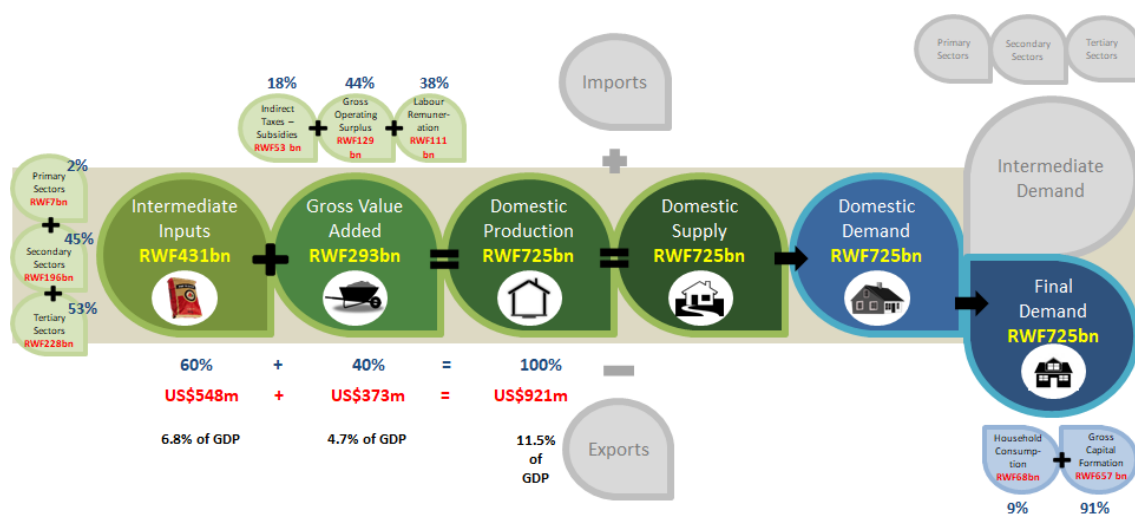 Primary
Sectors
Secondary
Sectors
Tertiary
Sectors
Imports
Intermediate
Demand
18%
44%
38%
Indirect
Taxes –
Subsidies
RWF53 bn
Gross
Operating
Surplus
RWF129
bn
Labour
Remuner-
ation
RWF111
bn
2%
Primary
Sectors
RWF7bn
45%
Secondary
Sectors
RWF196bn
53%
Tertiary
Sectors
RWF228bn
Intermediate
Inputs
RWF431bn
+
Gross Value
Added
RWF293bn
=
Domestic
Production
RWF725bn
=
Domestic
Supply
RWF725bn
Domestic
Demand
RWF725bn
Final
Demand
RWF725bn
60% + 40% = 100%
US$548m + US$373m = US$921m
6.8% of GDP
4.7% of GDP
11.5%
of
GDP
Exports
Household
Consump-
tion
RWF68bn
Gross
Capital
Formation
RWF657 bn
9%
91%